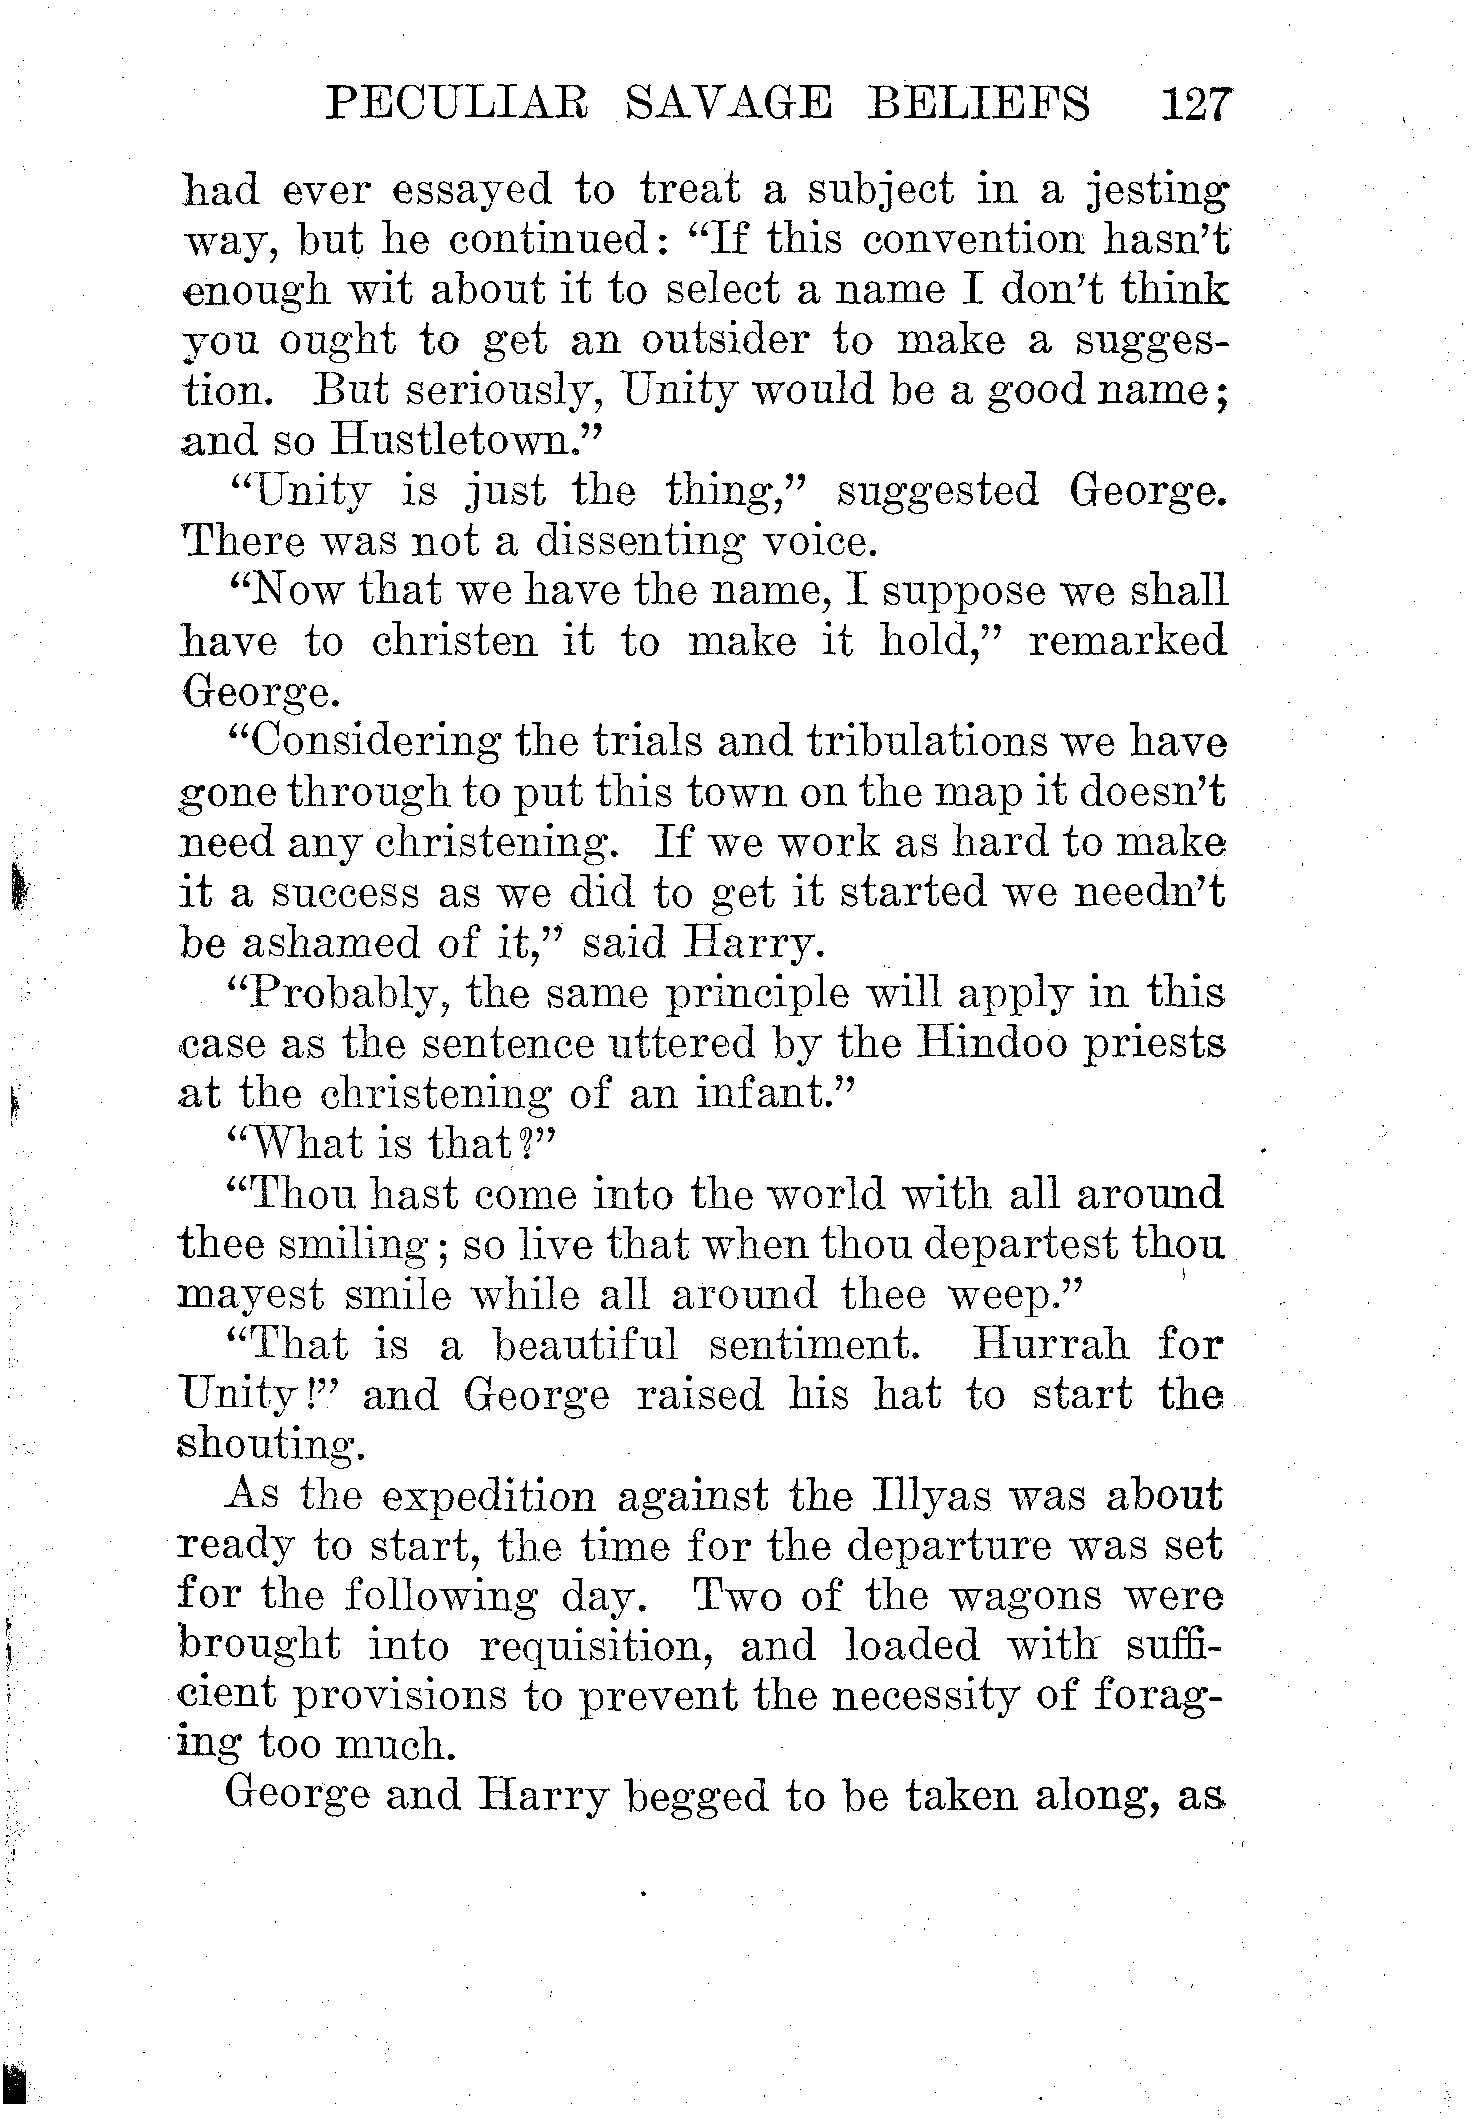 PECULIAR SAVAGE BELIEFS 127
had ever essayed to treat a subject in a jesting
way, but he continued: “If this convention hasn’t
enough wit about it to select a name I don’t think
you ought to get an outsider to make a sugges-
tion. But seriously, Unity would be a good name;
and so Hustletown.”
“Unity is just the thing,” suggested George.
There was not a dissenting voice.
“Now that we have the name, I suppose we shall
have to christen it to make it hold,” remarked
George.
“Considering the trials and tribulations we have
gone through to put this town on the map it doesn’t
need any christening. If we work as hard to make
it a success as we did to get it started we needn’t
be ashamed of it,” said Harry.
“Probably, the same principle will apply in this
case as the sentence uttered by the Hindoo priests
at the christening of an infant.”
“What is that?”
“Thou hast come into the world with all around
thee smiling; so live that when thou departest thou
mayest smile while all around thee weep.”
“That is a beautiful sentiment. Hurrah for
Unity!” and George raised his hat to start the
shouting.
As the expedition against the Illyas was about
ready to start, the time for the departure was set
for the following day. Two of the wagons were
brought into requisition, and loaded with suffi-
cient provisions to prevent the necessity of forag-
ing too much.
George and Harry begged to be taken along, as